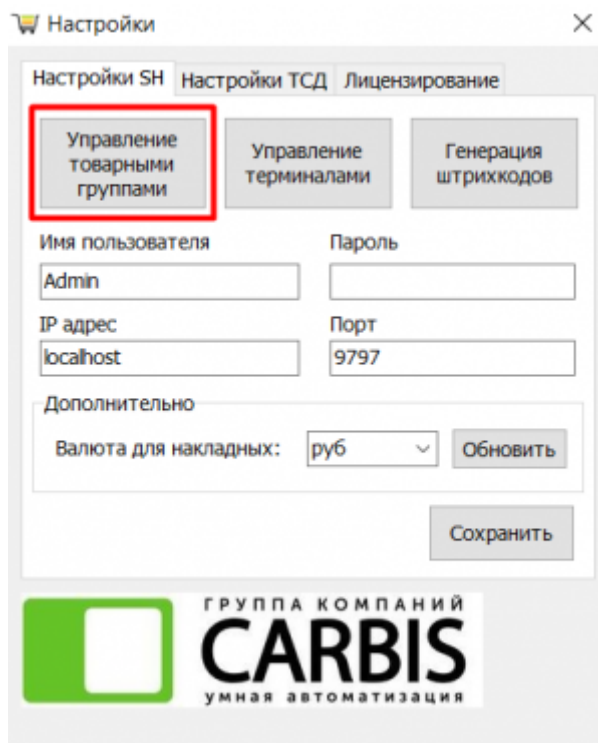 Настройки
Настройки SH Настройки ТСД Лицензирование
Управление
товарными
группами
Управление
терминалами
Генерация
штрихкодов
Имя пользователя Пароль
Admin
IP адрес Порт
localhost 9797
Дополнительно
Валюта для накладных: руб Обновить
Сохранить
ГРУППА КОМПАНИЙ
CARBIS
умная автоматизация